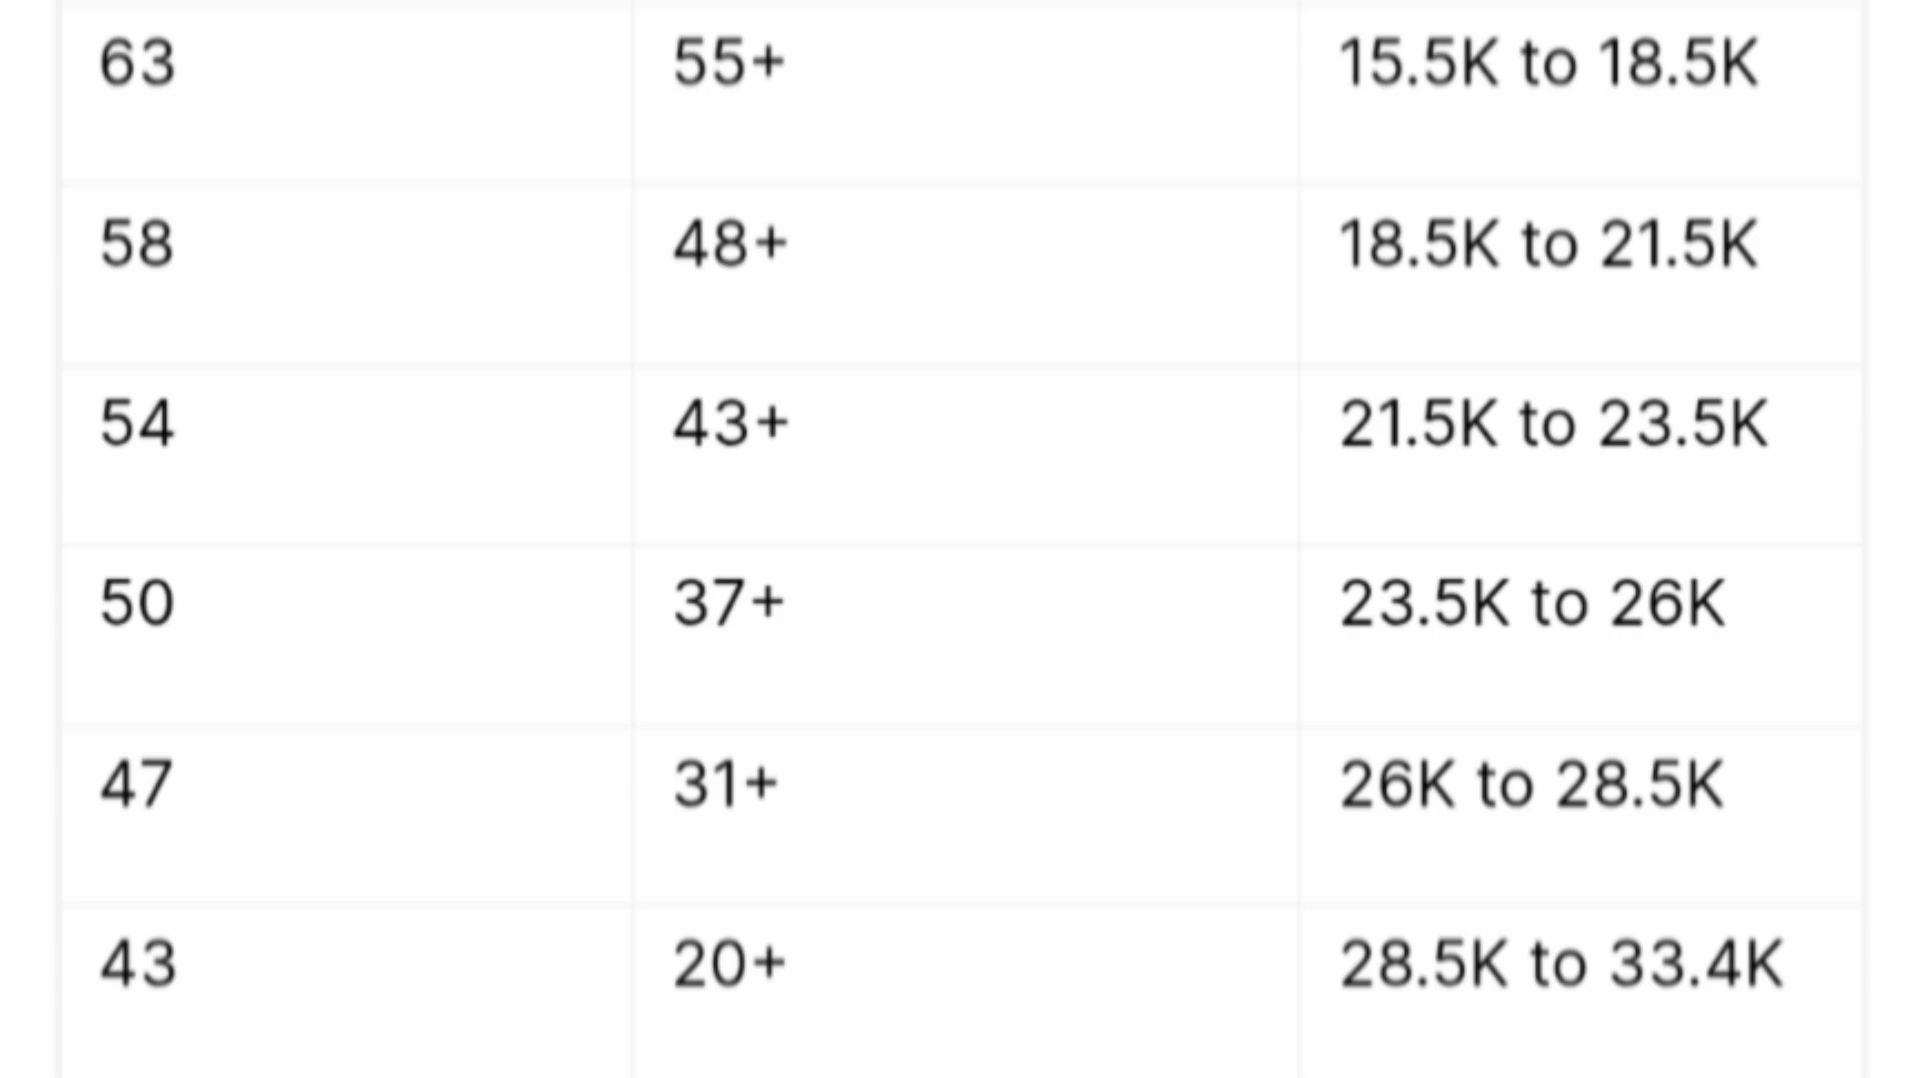 63 55+ 15.5K to 18.5K
58 48+ 18.5K to 21.5K
54 43+ 21.5K to 23.5K
50 37+ 23.5K to 26K
47 31+ 26K to 28.5K
43 20+ 28.5K to 33.4K